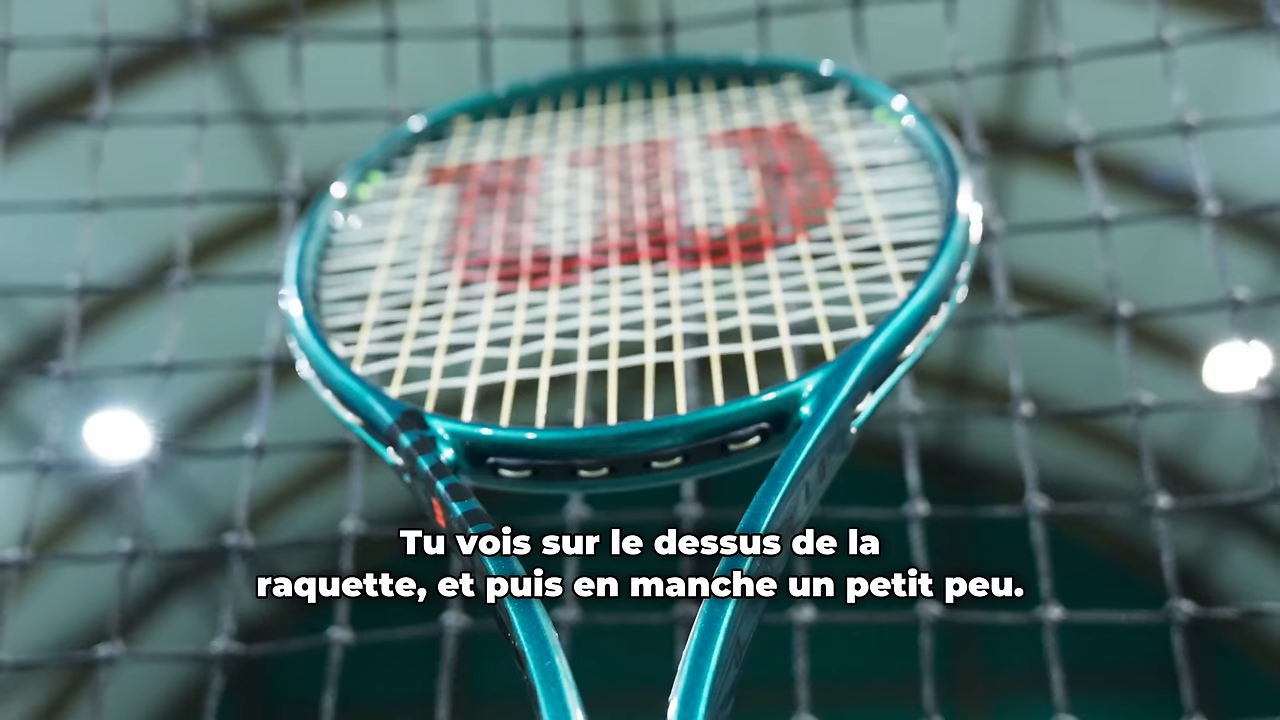 W
Tu vois sur le dessus de la
raquette, et puis en manche un petit peu.